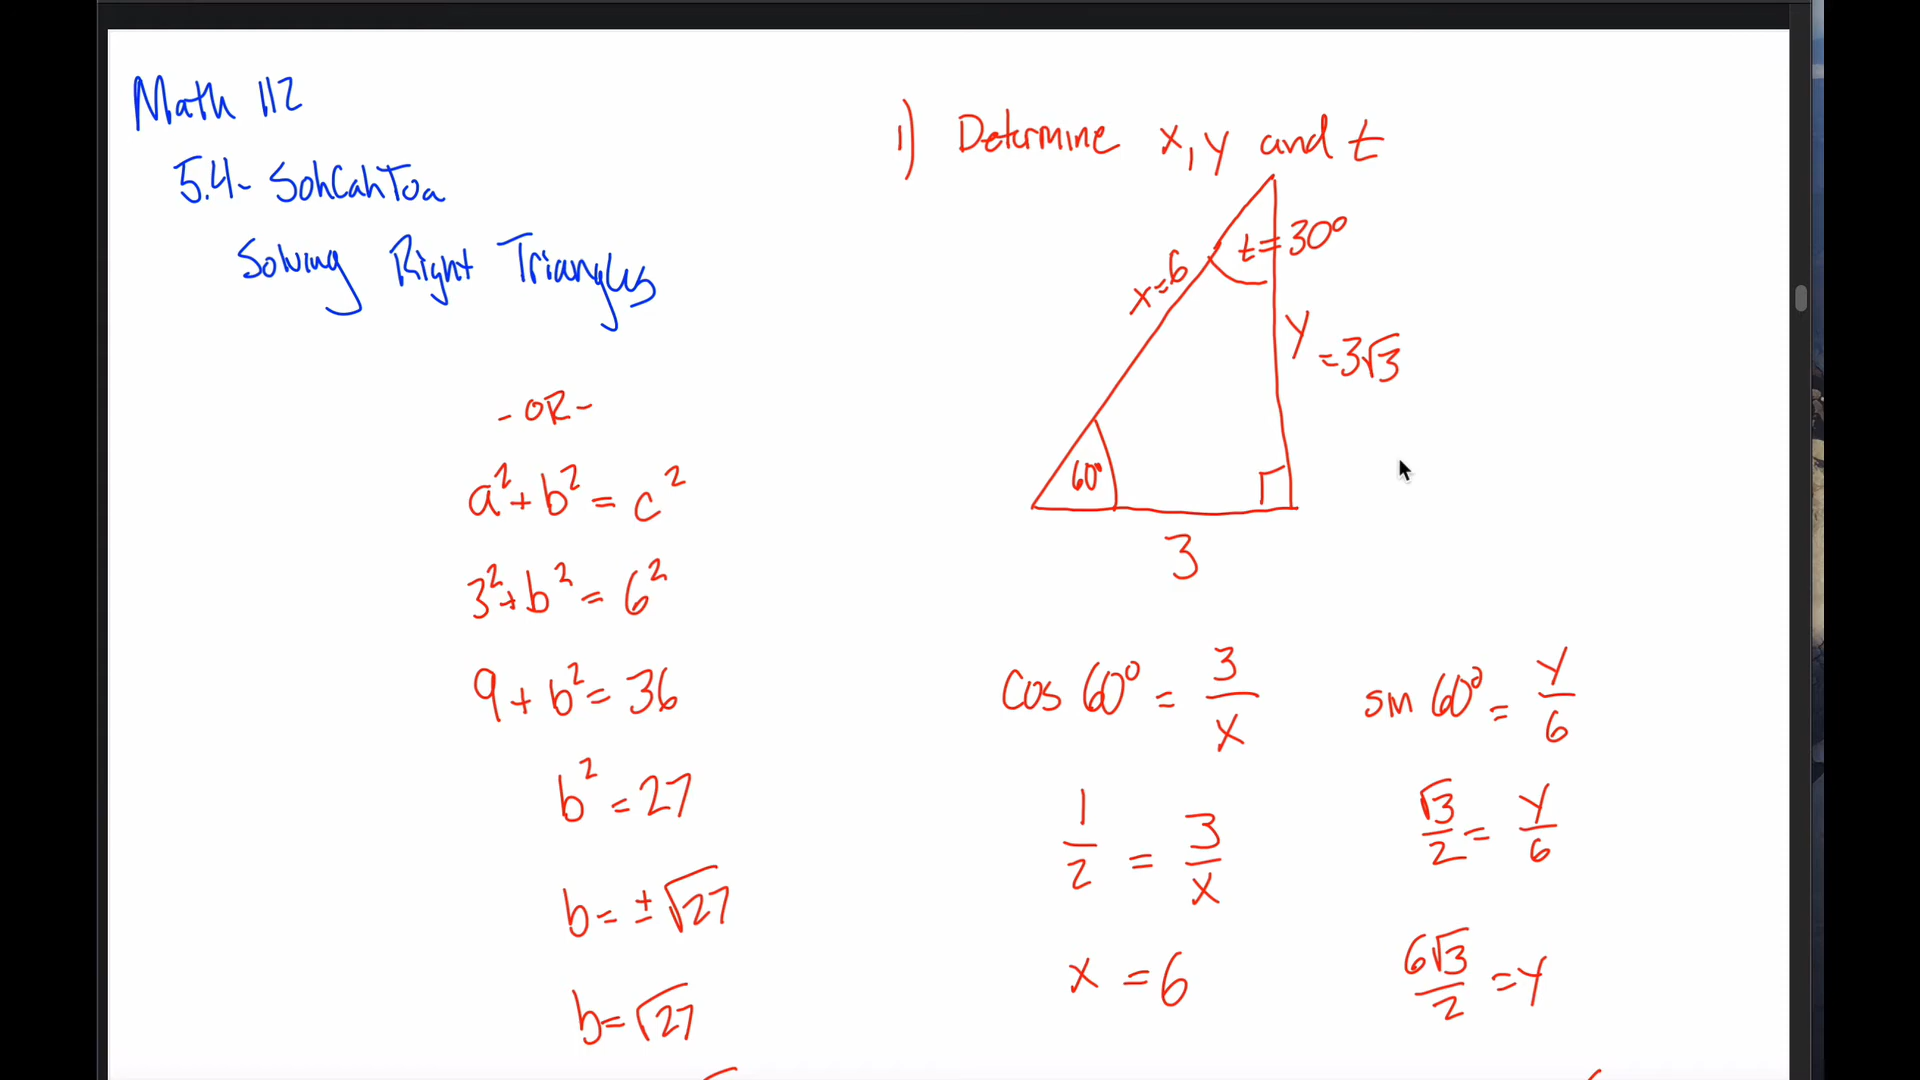 Math 112
5.4- SohCahToa
Solving Right Triangles
1) Determine x, y and t
t=30°
x=6
y
=3√3
60°
3
-OR-
a²+b²=c²
3²+b²=6²
9+b²=36
b²=27
b=±√27
b=√27
cos 60° = 3/x
1/2 = 3/x
x=6
sin 60° = y/6
√3/2 = y/6
6√3/2 = y